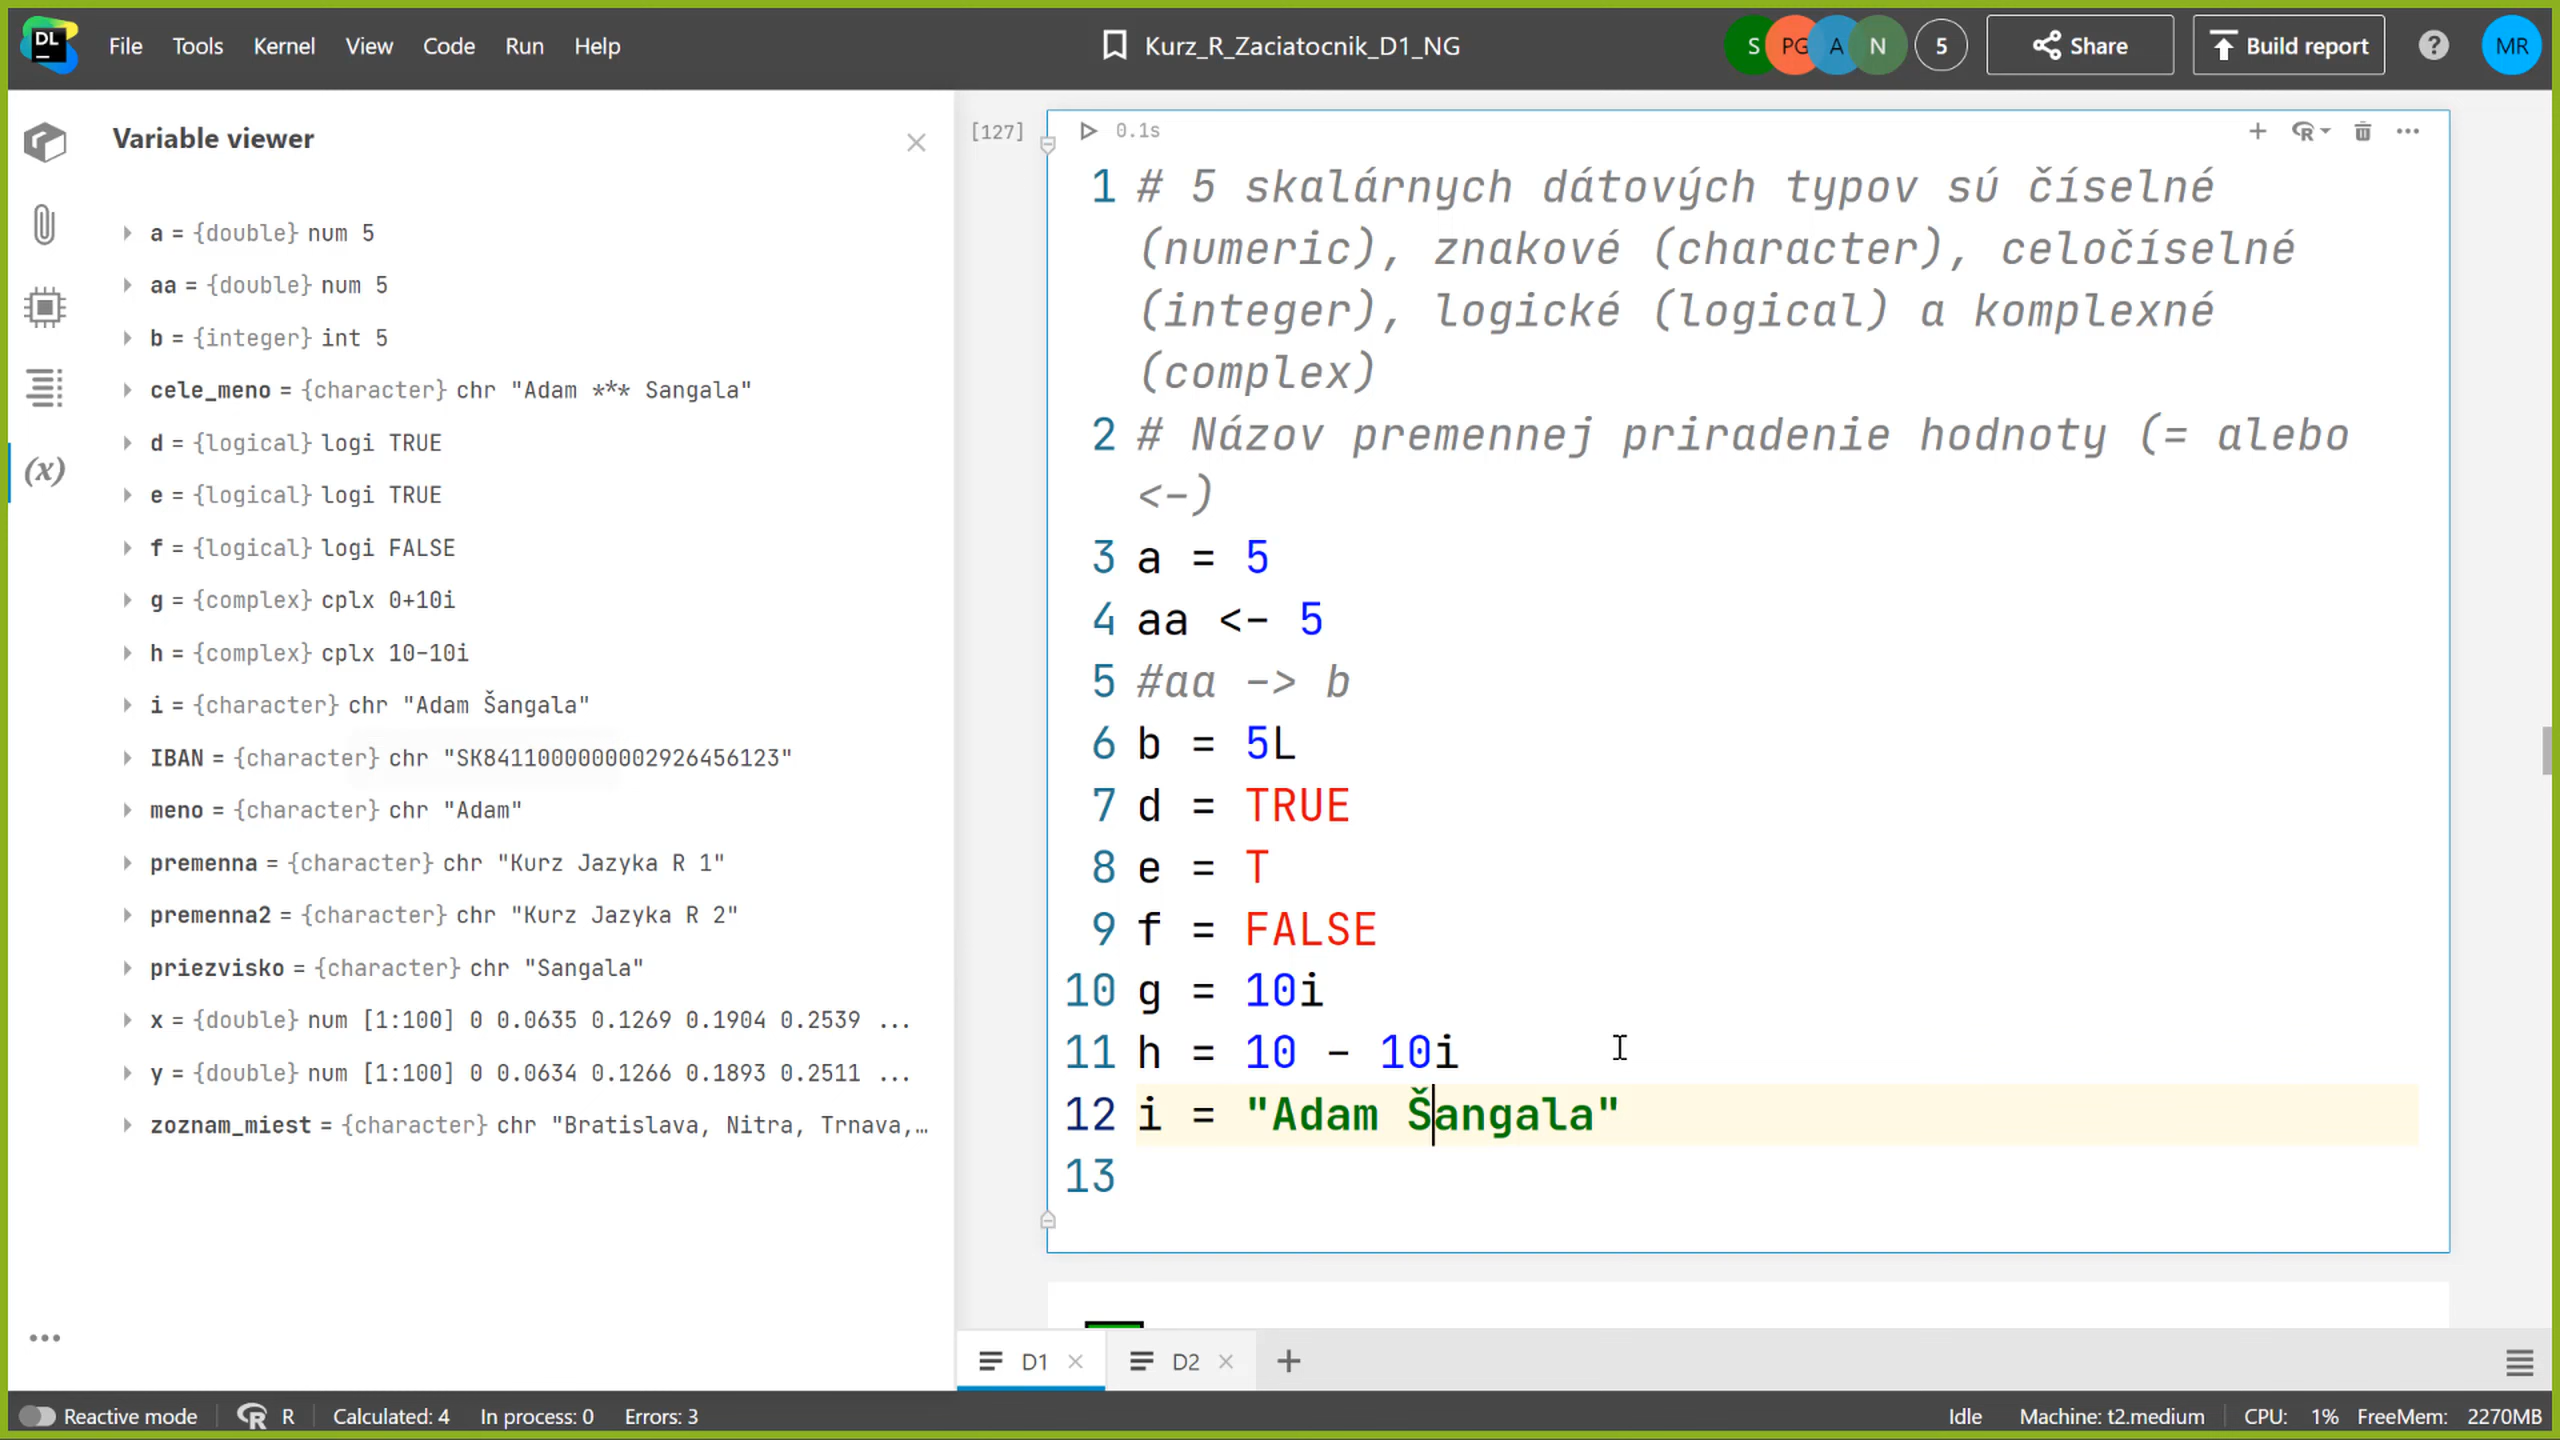 DL
File Tools Kernel View Code Run Help
Kurz_R_Zaciatocnik_D1_NG
S PG A N 5 Share Build report ? MR
Variable viewer
a = {double} num 5
aa = {double} num 5
b = {integer} int 5
cele_meno = {character} chr "Adam *** Sangala"
d = {logical} logi TRUE
e = {logical} logi TRUE
f = {logical} logi FALSE
g = {complex} cplx 0+10i
h = {complex} cplx 10-10i
i = {character} chr "Adam Šangala"
IBAN = {character} chr "SK8411000000002926456123"
meno = {character} chr "Adam"
premenna = {character} chr "Kurz Jazyka R 1"
premenna2 = {character} chr "Kurz Jazyka R 2"
priezvisko = {character} chr "Sangala"
x = {double} num [1:100] 0 0.0635 0.1269 0.1904 0.2539 ...
y = {double} num [1:100] 0 0.0634 0.1266 0.1893 0.2511 ...
zoznam_miest = {character} chr "Bratislava, Nitra, Trnava,…
(x)
[127] 0.1s
1 # 5 skalárnych dátových typov sú číselné
(numeric), znakové (character), celočíselné
(integer), logické (logical) a komplexné
(complex)
2 # Názov premennej priradenie hodnoty (= alebo
<-)
3 a = 5
4 aa <- 5
5 #aa -> b
6 b = 5L
7 d = TRUE
8 e = T
9 f = FALSE
10 g = 10i
11 h = 10 - 10i
12 i = "Adam Šangala"
13
D1 D2
Reactive mode R Calculated: 4 In process: 0 Errors: 3
Idle Machine: t2.medium CPU: 1% FreeMem: 2270MB